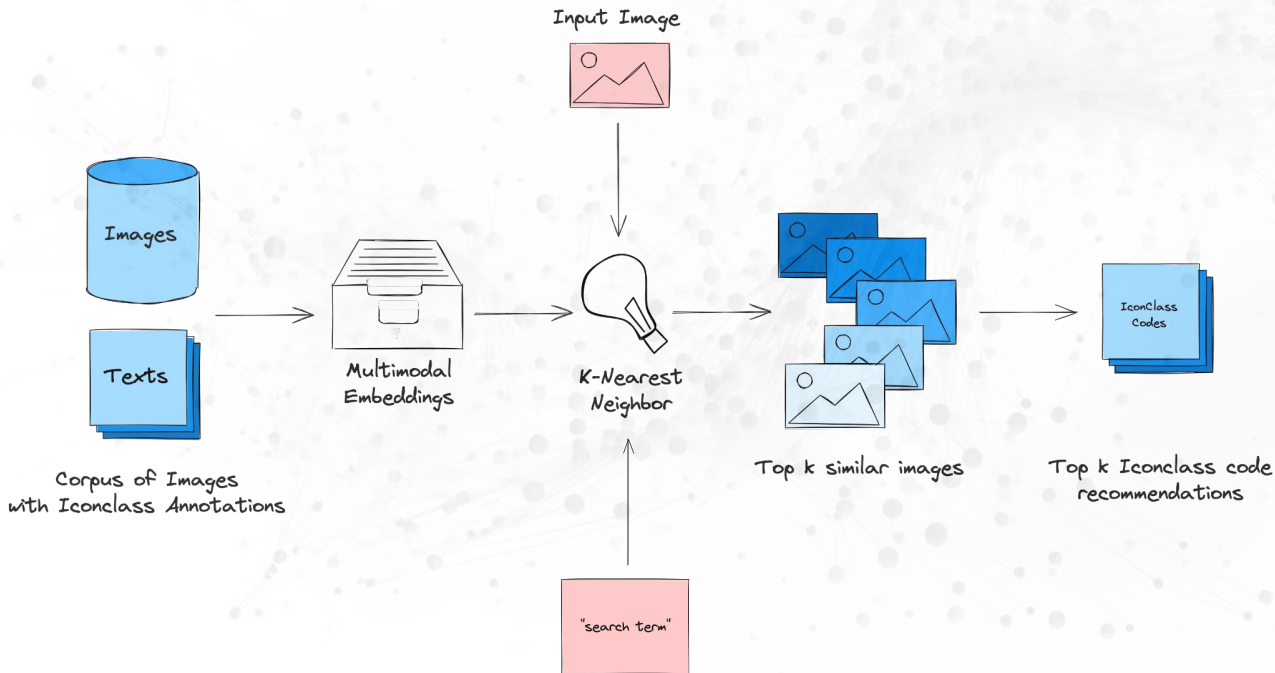 Input Image
Images
Texts
Corpus of Images
with Iconclass Annotations
Multimodal
Embeddings
K-Nearest
Neighbor
"search term"
Top k similar images
IconClass
Codes
Top k Iconclass code
recommendations